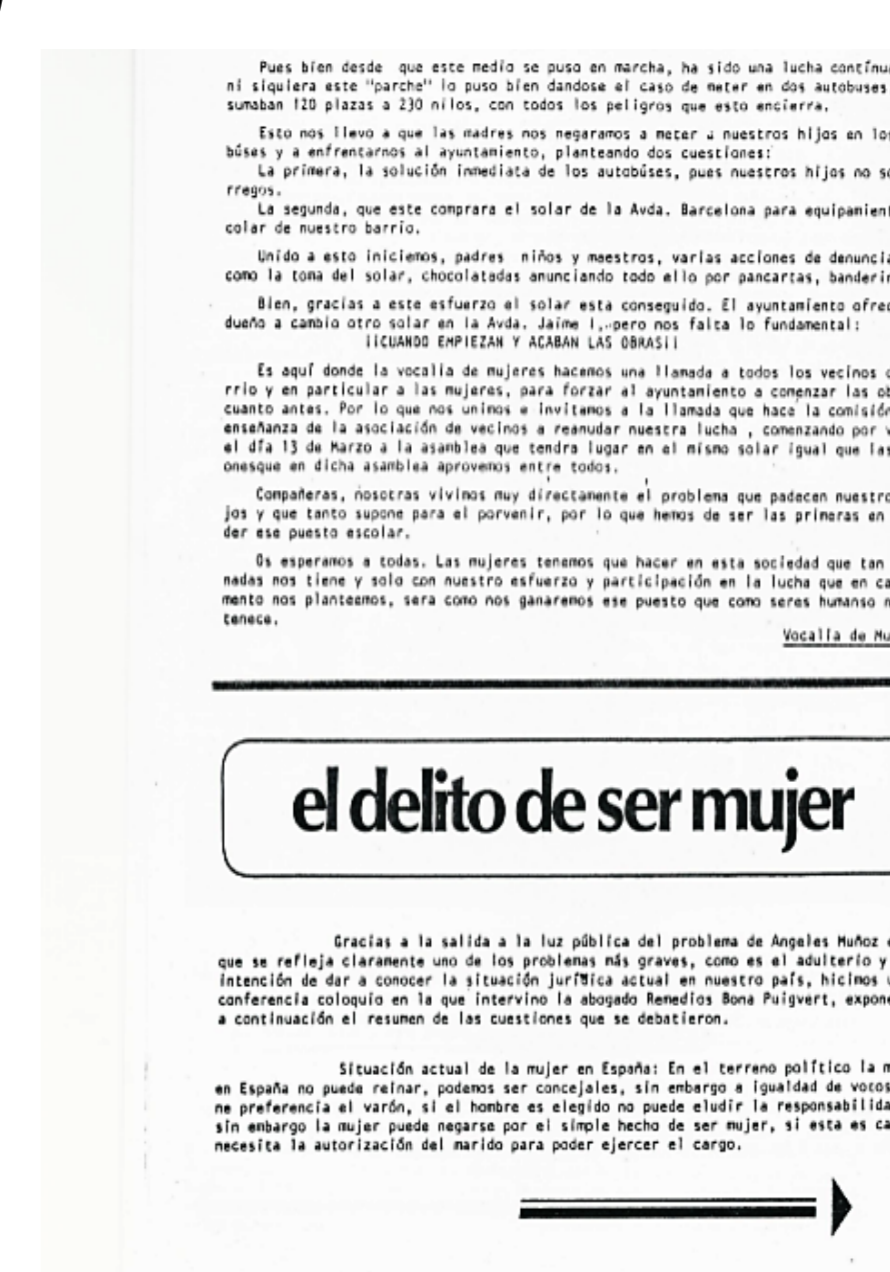 Pues bien desde que este medio se puso en marcha, ha sido una lucha contínu
ni siquiera este "parche" lo puso bien dandose el caso de meter en dos autobuses
sumaban 120 plazas a 230 niños, con todos los peligros que esto encierra.
Esto nos llevo a que las madres nos negaramos a meter a nuestros hijos en los
búses y a enfrentarnos al ayuntamiento, planteando dos cuestiones:
La primera, la solución inmediata de los autobúses, pues nuestros hijos no s
rregos.
La segunda, que este comprara el solar de la Avda. Barcelona para equipamient
colar de nuestro barrio.
Unido a esto iniciemos, padres niños y maestros, varias acciones de denuncia
como la toma del solar, chocolatadas anunciando todo ello por pancartas, banderin
Bien, gracias a este esfuerzo el solar esta conseguido. El ayuntamiento ofrec
dueño a cambio otro solar en la Avda. Jaime I, pero nos falta lo fundamental:
¡¡CUANDO EMPIEZAN Y ACABAN LAS OBRAS¡¡
Es aquí donde la vocalia de mujeres hacemos una llamada a todos los vecinos
rrio y en particular a las mujeres, para forzar al ayuntamiento a comenzar las ob
cuanto antes. Por lo que nos unimos e invitamos a la llamada que hace la comisión
enseñanza de la asociación de vecinos a reanudar nuestra lucha , comenzando por
el día 13 de Marzo a la asamblea que tendra lugar en el mismo solar igual que las
onesque en dicha asamblea aprovemos entre todos.
Compañeras, nosotras vivimos muy directamente el problema que padecen nuestro
jos y que tanto supone para el porvenir, por lo que hemos de ser las primeras en
der ese puesto escolar.
Os esperamos a todas. Las mujeres tenemos que hacer en esta sociedad que tan
nadas nos tiene y solo con nuestro esfuerzo y participación en la lucha que en ca
mento nos planteemos, sera como nos ganaremos ese puesto que como seres humanso
tenece.
Vocalía de Mu
el delito de ser mujer
Gracias a la salida a la luz pública del problema de Angeles Muñoz
que se refleja claramente uno de los problemas más graves, como es el adulterio y
intención de dar a conocer la situación jurídica actual en nuestro país, hicimos
conferencia coloquio en la que intervino la abogado Remedios Bona Puigvert, expone
a continuación el resumen de las cuestiones que se debatieron.
Situación actual de la mujer en España: En el terreno político la m
en España no puede reinar, podemos ser concejales, sin embargo a igualdad de votos
ne preferencia el varón, si el hombre es elegido no puede eludir la responsabilida
sin embargo la mujer puede negarse por el simple hecho de ser mujer, si esta es ca
necesita la autorización del marido para poder ejercer el cargo.